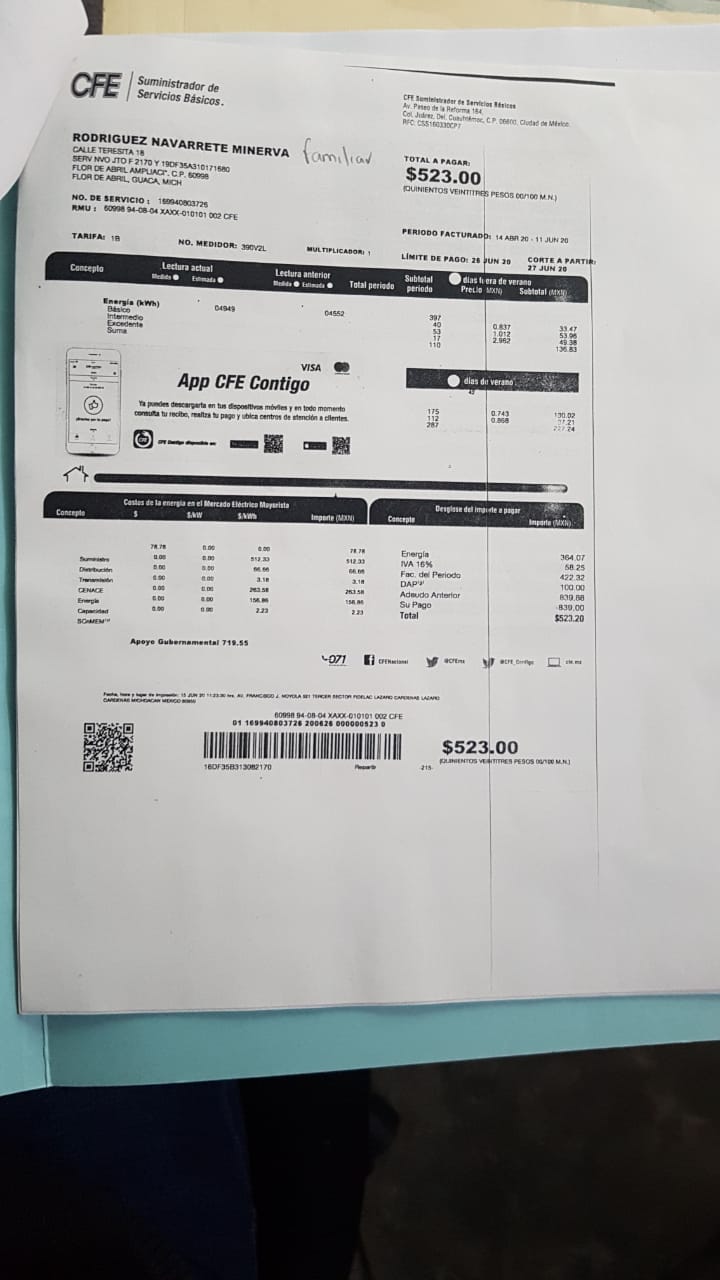 CFE
Suministrador de
Servicios Básicos.
CFE Suministrador de Servicios Básicos
Av. Paseo de la Reforma 164,
Col. Juárez, Del. Cuauhtémoc, C.P. 06600, Ciudad de México.
RFC: CSS160330CP7
RODRIGUEZ NAVARRETE MINERVA
familiar
CALLE TERESITA 18
SERV NVO JTO F 2170 Y 19DF35A310171680
FLOR DE ABRIL AMPLIACI°. C.P. 60998
FLOR DE ABRIL, GUACA, MICH
TOTAL A PAGAR:
$523.00
(QUINIENTOS VEINTITRES PESOS 00/100 M.N.)
NO. DE SERVICIO : 169940803726
RMU : 60998 94-08-04 XAXX-010101 002 CFE
PERIODO FACTURADO: 14 ABR 20 - 11 JUN 20
TARIFA: 1B
NO. MEDIDOR: 390V2L
MULTIPLICADOR: 1
LÍMITE DE PAGO: 26 JUN 20
CORTE A PARTIR:
27 JUN 20
Concepto Lectura actual Lectura anterior Total periodo Subtotal periodo días fuera de verano
Medida Estimada Medida Estimada Precio (MXN) Subtotal (MXN)
Energía (kWh) 04949 04552 397
Básico 40 0.837 33.47
Intermedio 53 1.012 53.96
Excedente 17 2.962 49.38
Suma 110 136.83
VISA
App CFE Contigo
días de verano
Ya puedes descargarla en tus dispositivos móviles y en todo momento
consulta tu recibo, realiza tu pago y ubica centros de atención a clientes.
175 0.743 130.02
112 0.868 97.21
287 227.24
CFE Contigo disponible en:
Costos de la energía en el Mercado Eléctrico Mayorista
Concepto $ $/kW $/kWh Importe (MXN)
Desglose del importe a pagar
Concepto Importe (MXN)
Suministro 78.78 0.00 0.00 78.78
Distribución 0.00 0.00 512.33 512.33
Transmisión 0.00 0.00 66.66 66.66
CENACE 0.00 0.00 3.18 3.18
Energía 0.00 0.00 263.58 263.58
Capacidad 0.00 0.00 156.86 156.86
SCnMEM 0.00 0.00 2.23 2.23
Energía 364.07
IVA 16% 58.25
Fac. del Periodo 422.32
DAP 100.00
Adeudo Anterior 839.88
Su Pago -839.00
Total $523.20
Apoyo Gubernamental 719.55
071
CFENacional
@CFEmx
@CFE_Contigo
cfe.mx
Fecha, hora y lugar de impresión: 15 JUN 20 11:23:30 hrs. AV. FRANCISCO J. MOYOLA 521 TERCER SECTOR FIDELAC LAZARO CARDENAS LAZARO
CARDENAS MICHOACAN MEXICO 60950
60998 94-08-04 XAXX-010101 002 CFE
01 169940803726 200626 000000523 0
16DF35B313082170
Repartir
-215-
$523.00
(QUINIENTOS VEINTITRES PESOS 00/100 M.N.)